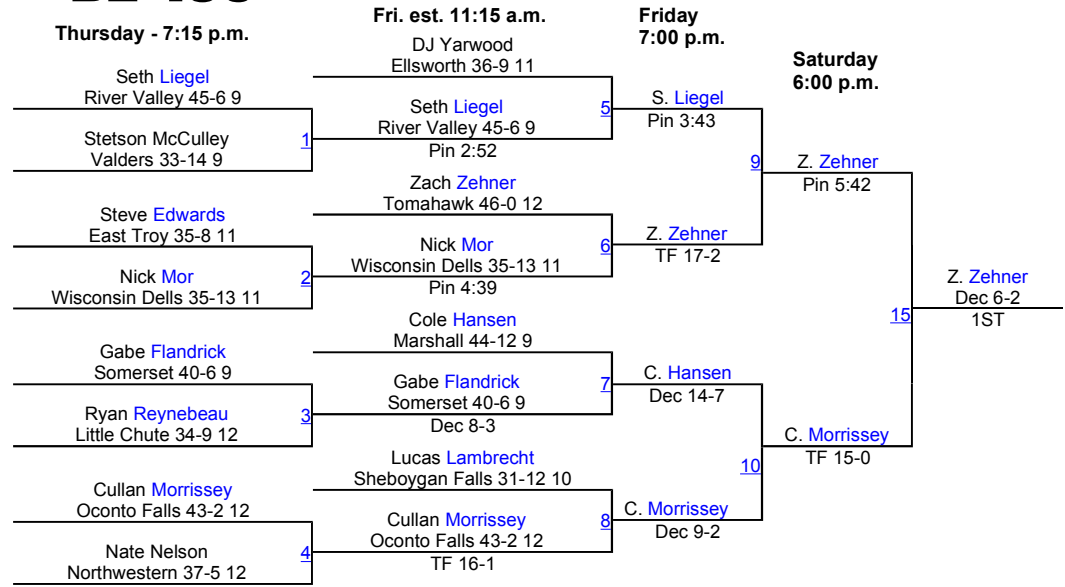 Thursday - 7:15 p.m.
Seth Liegel
River Valley 45-6 9
Stetson McCulley
Valders 33-14 9
1
Steve Edwards
East Troy 35-8 11
Nick Mor
Wisconsin Dells 35-13 11
2
Gabe Flandrick
Somerset 40-6 9
Ryan Reynebeau
Little Chute 34-9 12
3
Cullan Morrissey
Oconto Falls 43-2 12
Nate Nelson
Northwestern 37-5 12
4
Fri. est. 11:15 a.m.
DJ Yarwood
Ellsworth 36-9 11
Seth Liegel
River Valley 45-6 9
Pin 2:52
5
Zach Zehner
Tomahawk 46-0 12
Nick Mor
Wisconsin Dells 35-13 11
Pin 4:39
6
Cole Hansen
Marshall 44-12 9
Gabe Flandrick
Somerset 40-6 9
Dec 8-3
7
Lucas Lambrecht
Sheboygan Falls 31-12 10
Cullan Morrissey
Oconto Falls 43-2 12
TF 16-1
8
Friday
7:00 p.m.
S. Liegel
Pin 3:43
9
Z. Zehner
TF 17-2
C. Hansen
Dec 14-7
10
C. Morrissey
Dec 9-2
Saturday
6:00 p.m.
Z. Zehner
Pin 5:42
C. Morrissey
TF 15-0
15
Z. Zehner
Dec 6-2
1ST